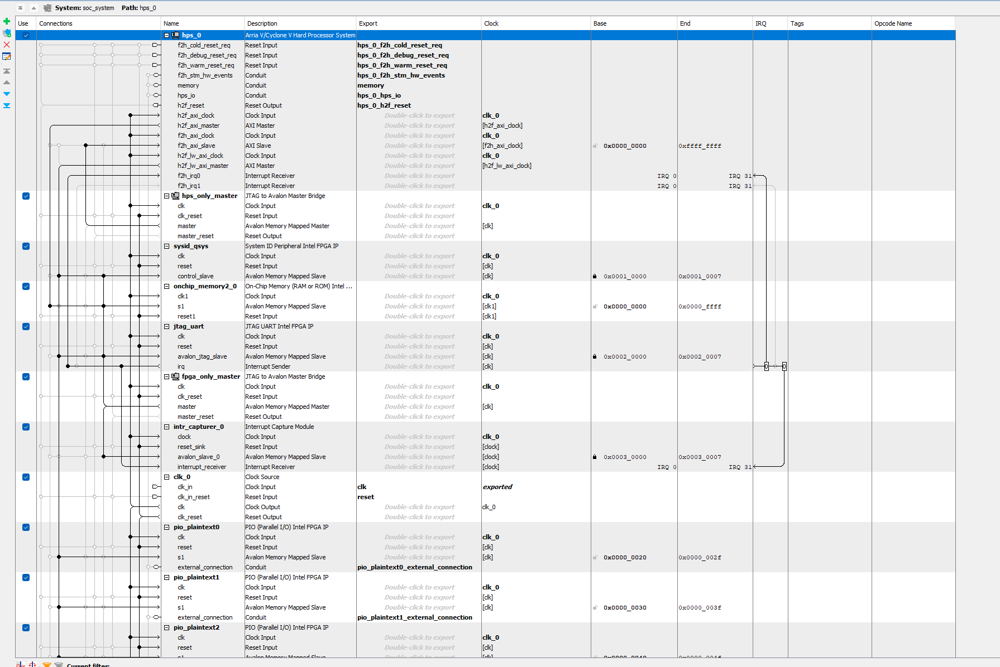 System: soc_system Path: hps_0
Use Connections Name Description Export Clock Base End IRQ Tags Opcode Name
hps_0 Arria V/Cyclone V Hard Processor System
f2h_cold_reset_req Reset Input hps_0_f2h_cold_reset_req
f2h_debug_reset_req Reset Input hps_0_f2h_debug_reset_req
f2h_warm_reset_req Reset Input hps_0_f2h_warm_reset_req
f2h_stm_hw_events Conduit hps_0_f2h_stm_hw_events
memory Conduit memory
hps_io Conduit hps_0_hps_io
h2f_reset Reset Output hps_0_h2f_reset
h2f_axi_clock Clock Input Double-click to export clk_0
h2f_axi_master AXI Master Double-click to export [h2f_axi_clock]
f2h_axi_clock Clock Input Double-click to export clk_0
f2h_axi_slave AXI Slave Double-click to export [f2h_axi_clock] 0x0000_0000 0xffff_ffff
h2f_lw_axi_clock Clock Input Double-click to export clk_0
h2f_lw_axi_master AXI Master Double-click to export [h2f_lw_axi_clock]
f2h_irq0 Interrupt Receiver Double-click to export IRQ 0 IRQ 31
f2h_irq1 Interrupt Receiver Double-click to export IRQ 0 IRQ 31
hps_only_master JTAG to Avalon Master Bridge
clk Clock Input Double-click to export clk_0
clk_reset Reset Input Double-click to export
master Avalon Memory Mapped Master Double-click to export [clk]
master_reset Reset Output Double-click to export
sysid_qsys System ID Peripheral Intel FPGA IP
clk Clock Input Double-click to export clk_0
reset Reset Input Double-click to export [clk]
control_slave Avalon Memory Mapped Slave Double-click to export [clk] 0x0001_0000 0x0001_0007
onchip_memory2_0 On-Chip Memory (RAM or ROM) Intel ...
clk1 Clock Input Double-click to export clk_0
s1 Avalon Memory Mapped Slave Double-click to export [clk1] 0x0000_0000 0x0000_ffff
reset1 Reset Input Double-click to export [clk1]
jtag_uart JTAG UART Intel FPGA IP
clk Clock Input Double-click to export clk_0
reset Reset Input Double-click to export [clk]
avalon_jtag_slave Avalon Memory Mapped Slave Double-click to export [clk] 0x0002_0000 0x0002_0007
irq Interrupt Sender Double-click to export [clk] 0 0
fpga_only_master JTAG to Avalon Master Bridge
clk Clock Input Double-click to export clk_0
clk_reset Reset Input Double-click to export
master Avalon Memory Mapped Master Double-click to export [clk]
master_reset Reset Output Double-click to export
intr_capturer_0 Interrupt Capture Module
clock Clock Input Double-click to export clk_0
reset_sink Reset Input Double-click to export [clock]
avalon_slave_0 Avalon Memory Mapped Slave Double-click to export [clock] 0x0003_0000 0x0003_0007
interrupt_receiver Interrupt Receiver Double-click to export [clock] IRQ 0 IRQ 31
clk_0 Clock Source
clk_in Clock Input clk exported
clk_in_reset Reset Input reset
clk Clock Output Double-click to export clk_0
clk_reset Reset Output Double-click to export
pio_plaintext0 PIO (Parallel I/O) Intel FPGA IP
clk Clock Input Double-click to export clk_0
reset Reset Input Double-click to export [clk]
s1 Avalon Memory Mapped Slave Double-click to export [clk] 0x0000_0020 0x0000_002f
external_connection Conduit pio_plaintext0_external_connection
pio_plaintext1 PIO (Parallel I/O) Intel FPGA IP
clk Clock Input Double-click to export clk_0
reset Reset Input Double-click to export [clk]
s1 Avalon Memory Mapped Slave Double-click to export [clk] 0x0000_0030 0x0000_003f
external_connection Conduit pio_plaintext1_external_connection
pio_plaintext2 PIO (Parallel I/O) Intel FPGA IP
clk Clock Input Double-click to export clk_0
reset Reset Input Double-click to export [clk]
Current filter: